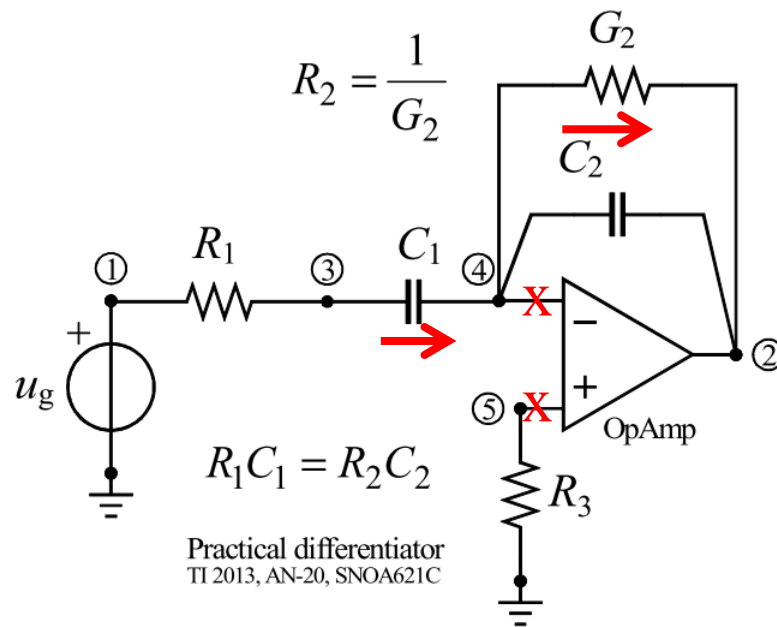 G₂
R₂ = 1/G₂
C₂
① R₁ ③ C₁ ④
X
+ −
u_g
②
⑤ X +
OpAmp
R₁C₁ = R₂C₂
R₃
Practical differentiator
TI 2013, AN-20, SNOA621C